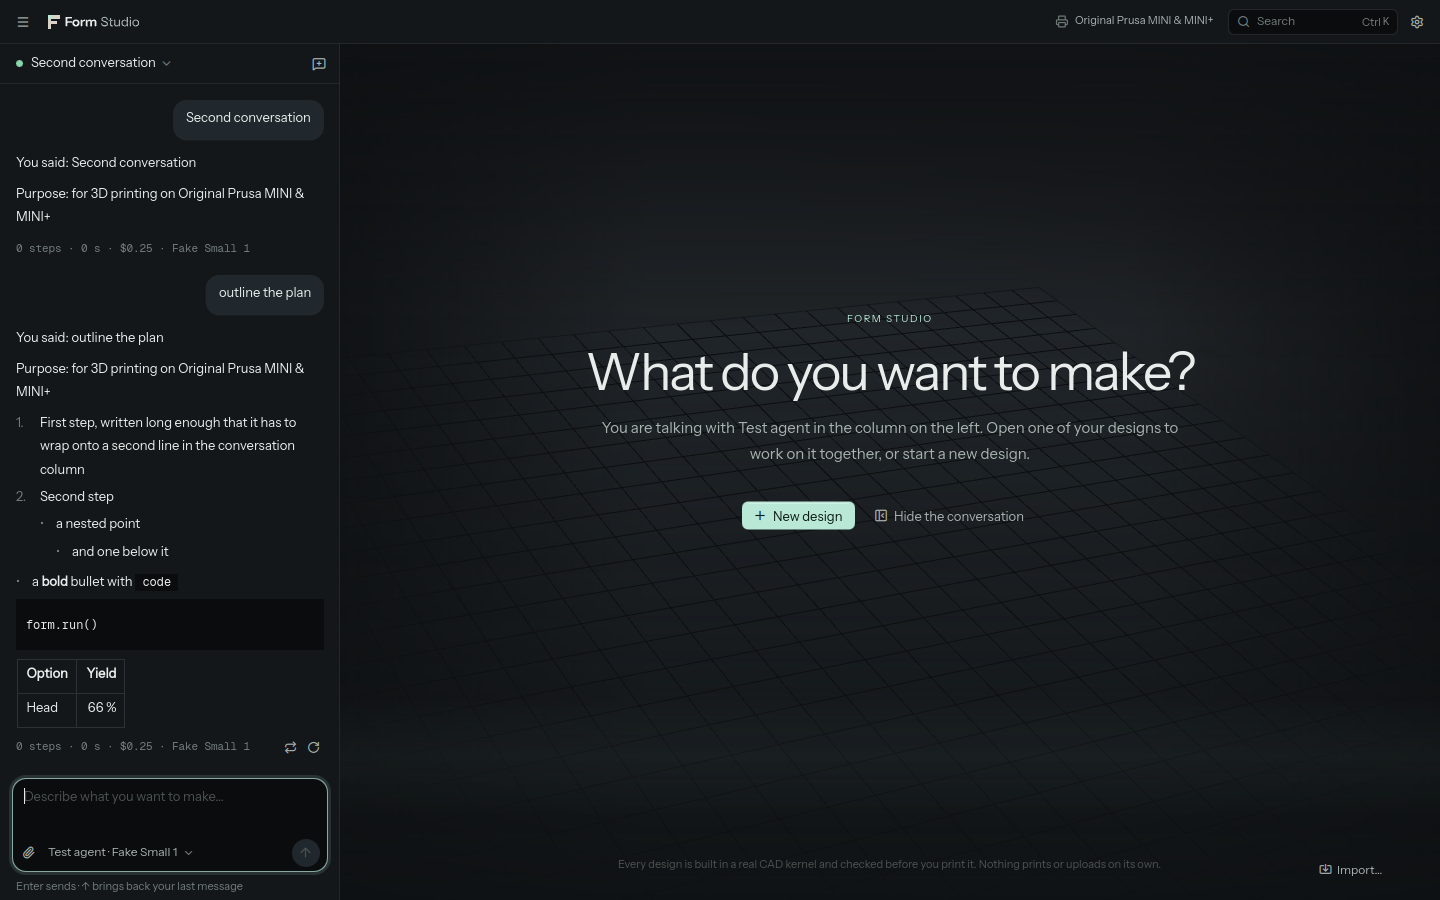 Form Studio
Original Prusa MINI & MINI+
Search
Ctrl K
Second conversation
Second conversation
You said: Second conversation
Purpose: for 3D printing on Original Prusa MINI &
MINI+
0 steps · 0 s · $0.25 · Fake Small 1
outline the plan
You said: outline the plan
Purpose: for 3D printing on Original Prusa MINI &
MINI+
1. First step, written long enough that it has to
wrap onto a second line in the conversation
column
2. Second step
· a nested point
· and one below it
· a bold bullet with code
form.run()
Option Yield
Head 66 %
0 steps · 0 s · $0.25 · Fake Small 1
Describe what you want to make...
Test agent · Fake Small 1
Enter sends · ↑ brings back your last message
FORM STUDIO
What do you want to make?
You are talking with Test agent in the column on the left. Open one of your designs to
work on it together, or start a new design.
New design
Hide the conversation
Every design is built in a real CAD kernel and checked before you print it. Nothing prints or uploads on its own.
Import...